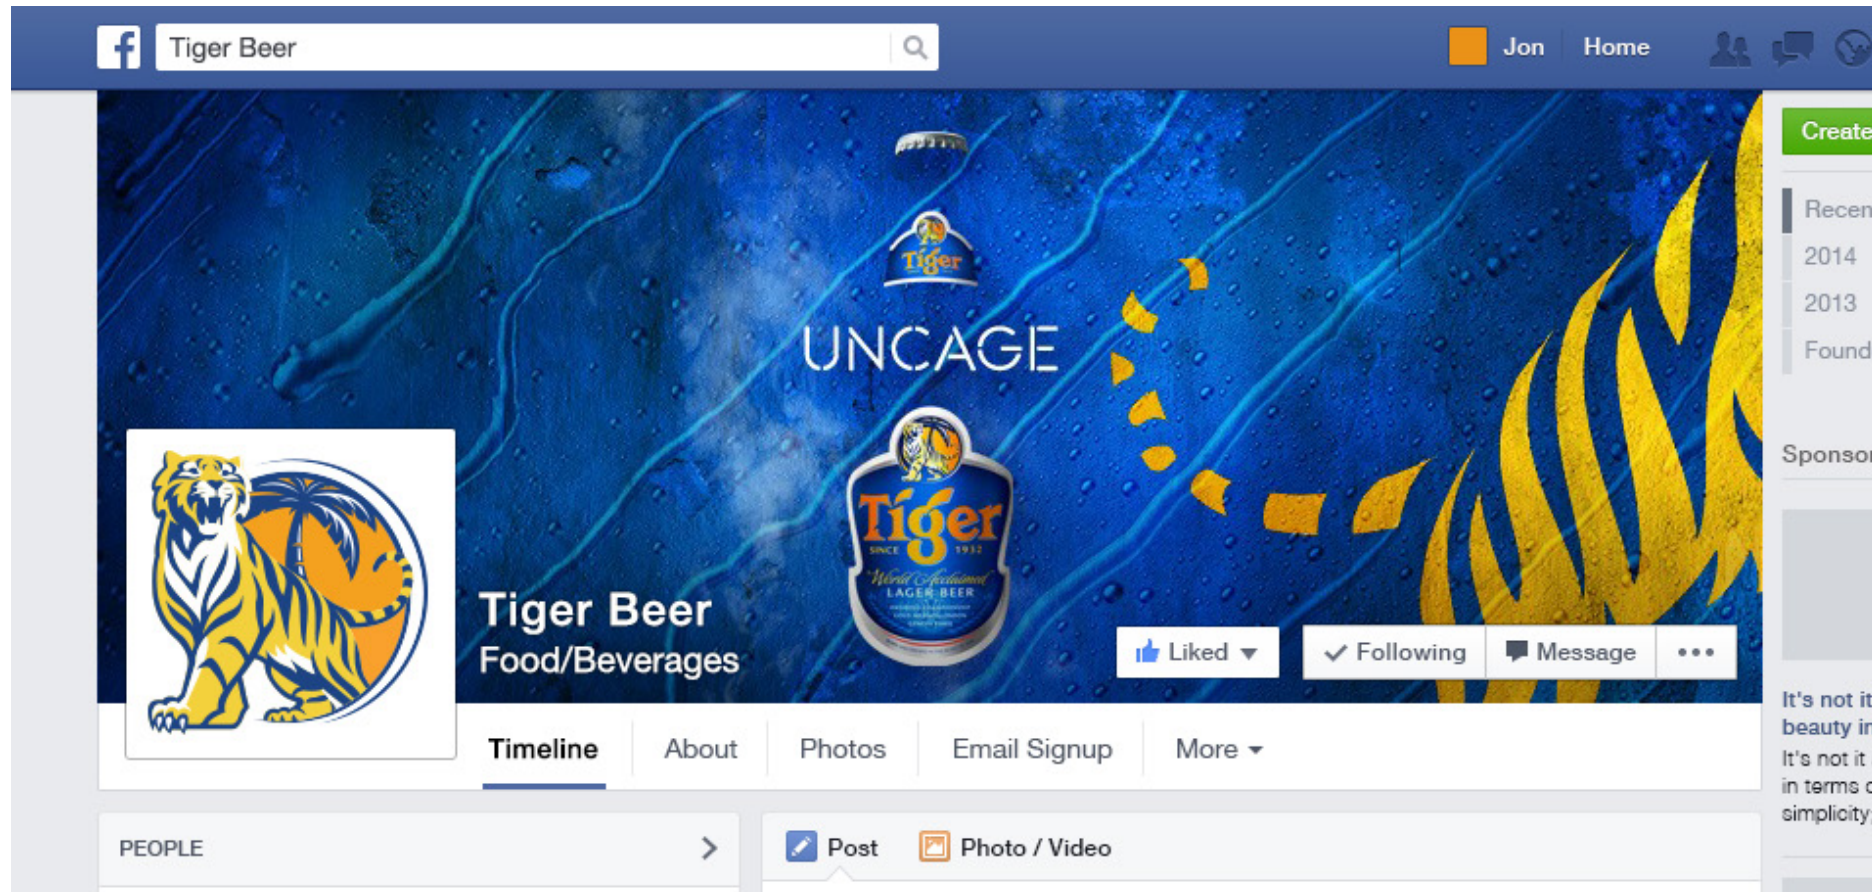 Tiger Beer
Jon
Home
Create
Recen
2014
2013
Found
Tiger
UNCAGE
Tiger
SINCE 1932
World Acclaimed
LAGER BEER
Tiger Beer
Food/Beverages
Liked
Following
Message
Sponsor
It's not it
beauty in
It's not it
in terms o
simplicity;
Timeline
About
Photos
Email Signup
More
PEOPLE
Post
Photo / Video